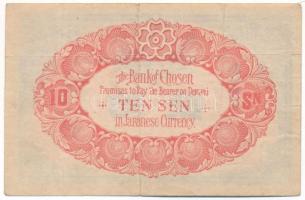 The Bank of Chosen
Promises to Pay the Bearer on Demand
10 TEN SEN SN
in Japanese Currency.